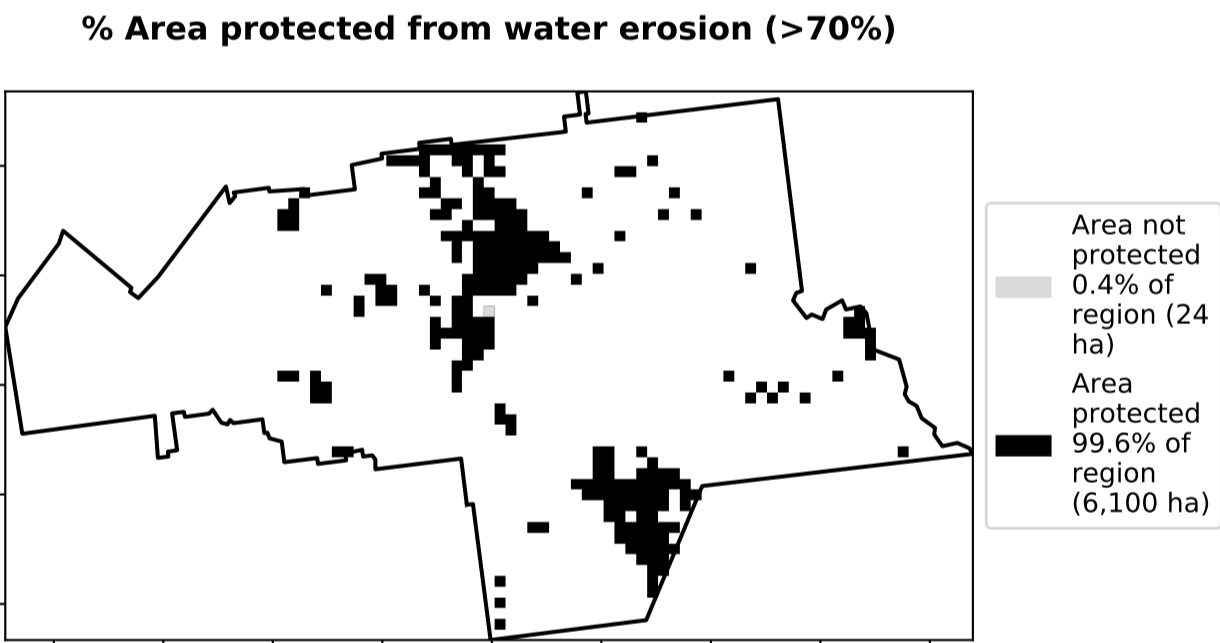 % Area protected from water erosion (>70%)
Area not
protected
0.4% of
region (24
ha)
Area
protected
99.6% of
region
(6,100 ha)